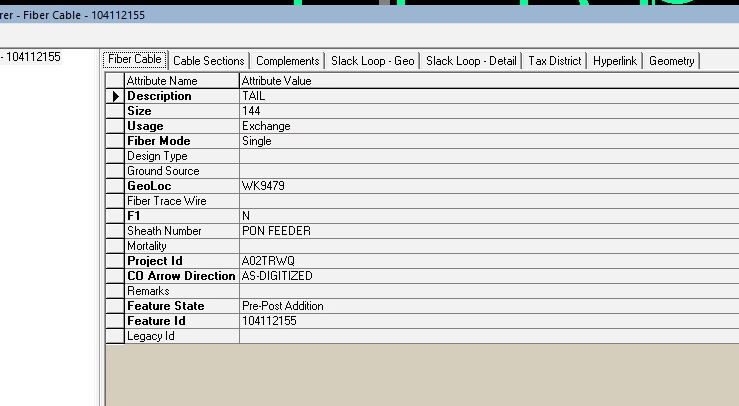 rer - Fiber Cable - 104112155
- 104112155
Fiber Cable Cable Sections Complements Slack Loop - Geo Slack Loop - Detail Tax District Hyperlink Geometry
Attribute Name Attribute Value
Description TAIL
Size 144
Usage Exchange
Fiber Mode Single
Design Type
Ground Source
GeoLoc WK9479
Fiber Trace Wire
F1 N
Sheath Number PON FEEDER
Mortality
Project Id A02TRWQ
CO Arrow Direction AS-DIGITIZED
Remarks
Feature State Pre-Post Addition
Feature Id 104112155
Legacy Id